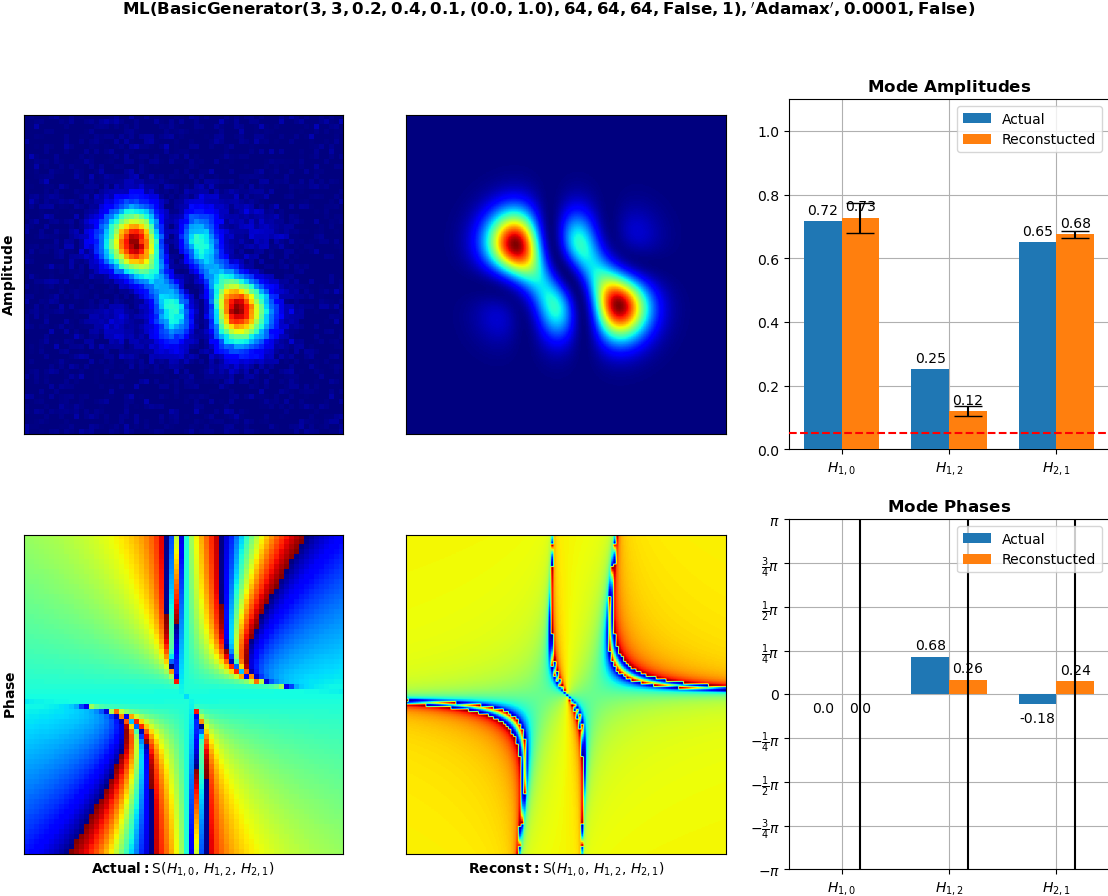 ML(BasicGenerator(3, 3, 0.2, 0.4, 0.1, (0.0, 1.0), 64, 64, 64, False, 1), 'Adamax', 0.0001, False)
Amplitude
Mode Amplitudes
Actual
Reconstucted
1.0
0.8
0.6
0.4
0.2
0.0
0.72
0.73
0.25
0.12
0.65
0.68
H1,0
H1,2
H2,1
Phase
Actual: S(H1,0, H1,2, H2,1)
Reconst: S(H1,0, H1,2, H2,1)
Mode Phases
Actual
Reconstucted
π
3/4π
1/2π
1/4π
0
−1/4π
−1/2π
−3/4π
−π
0.0
0.0
0.68
0.26
-0.18
0.24
H1,0
H1,2
H2,1